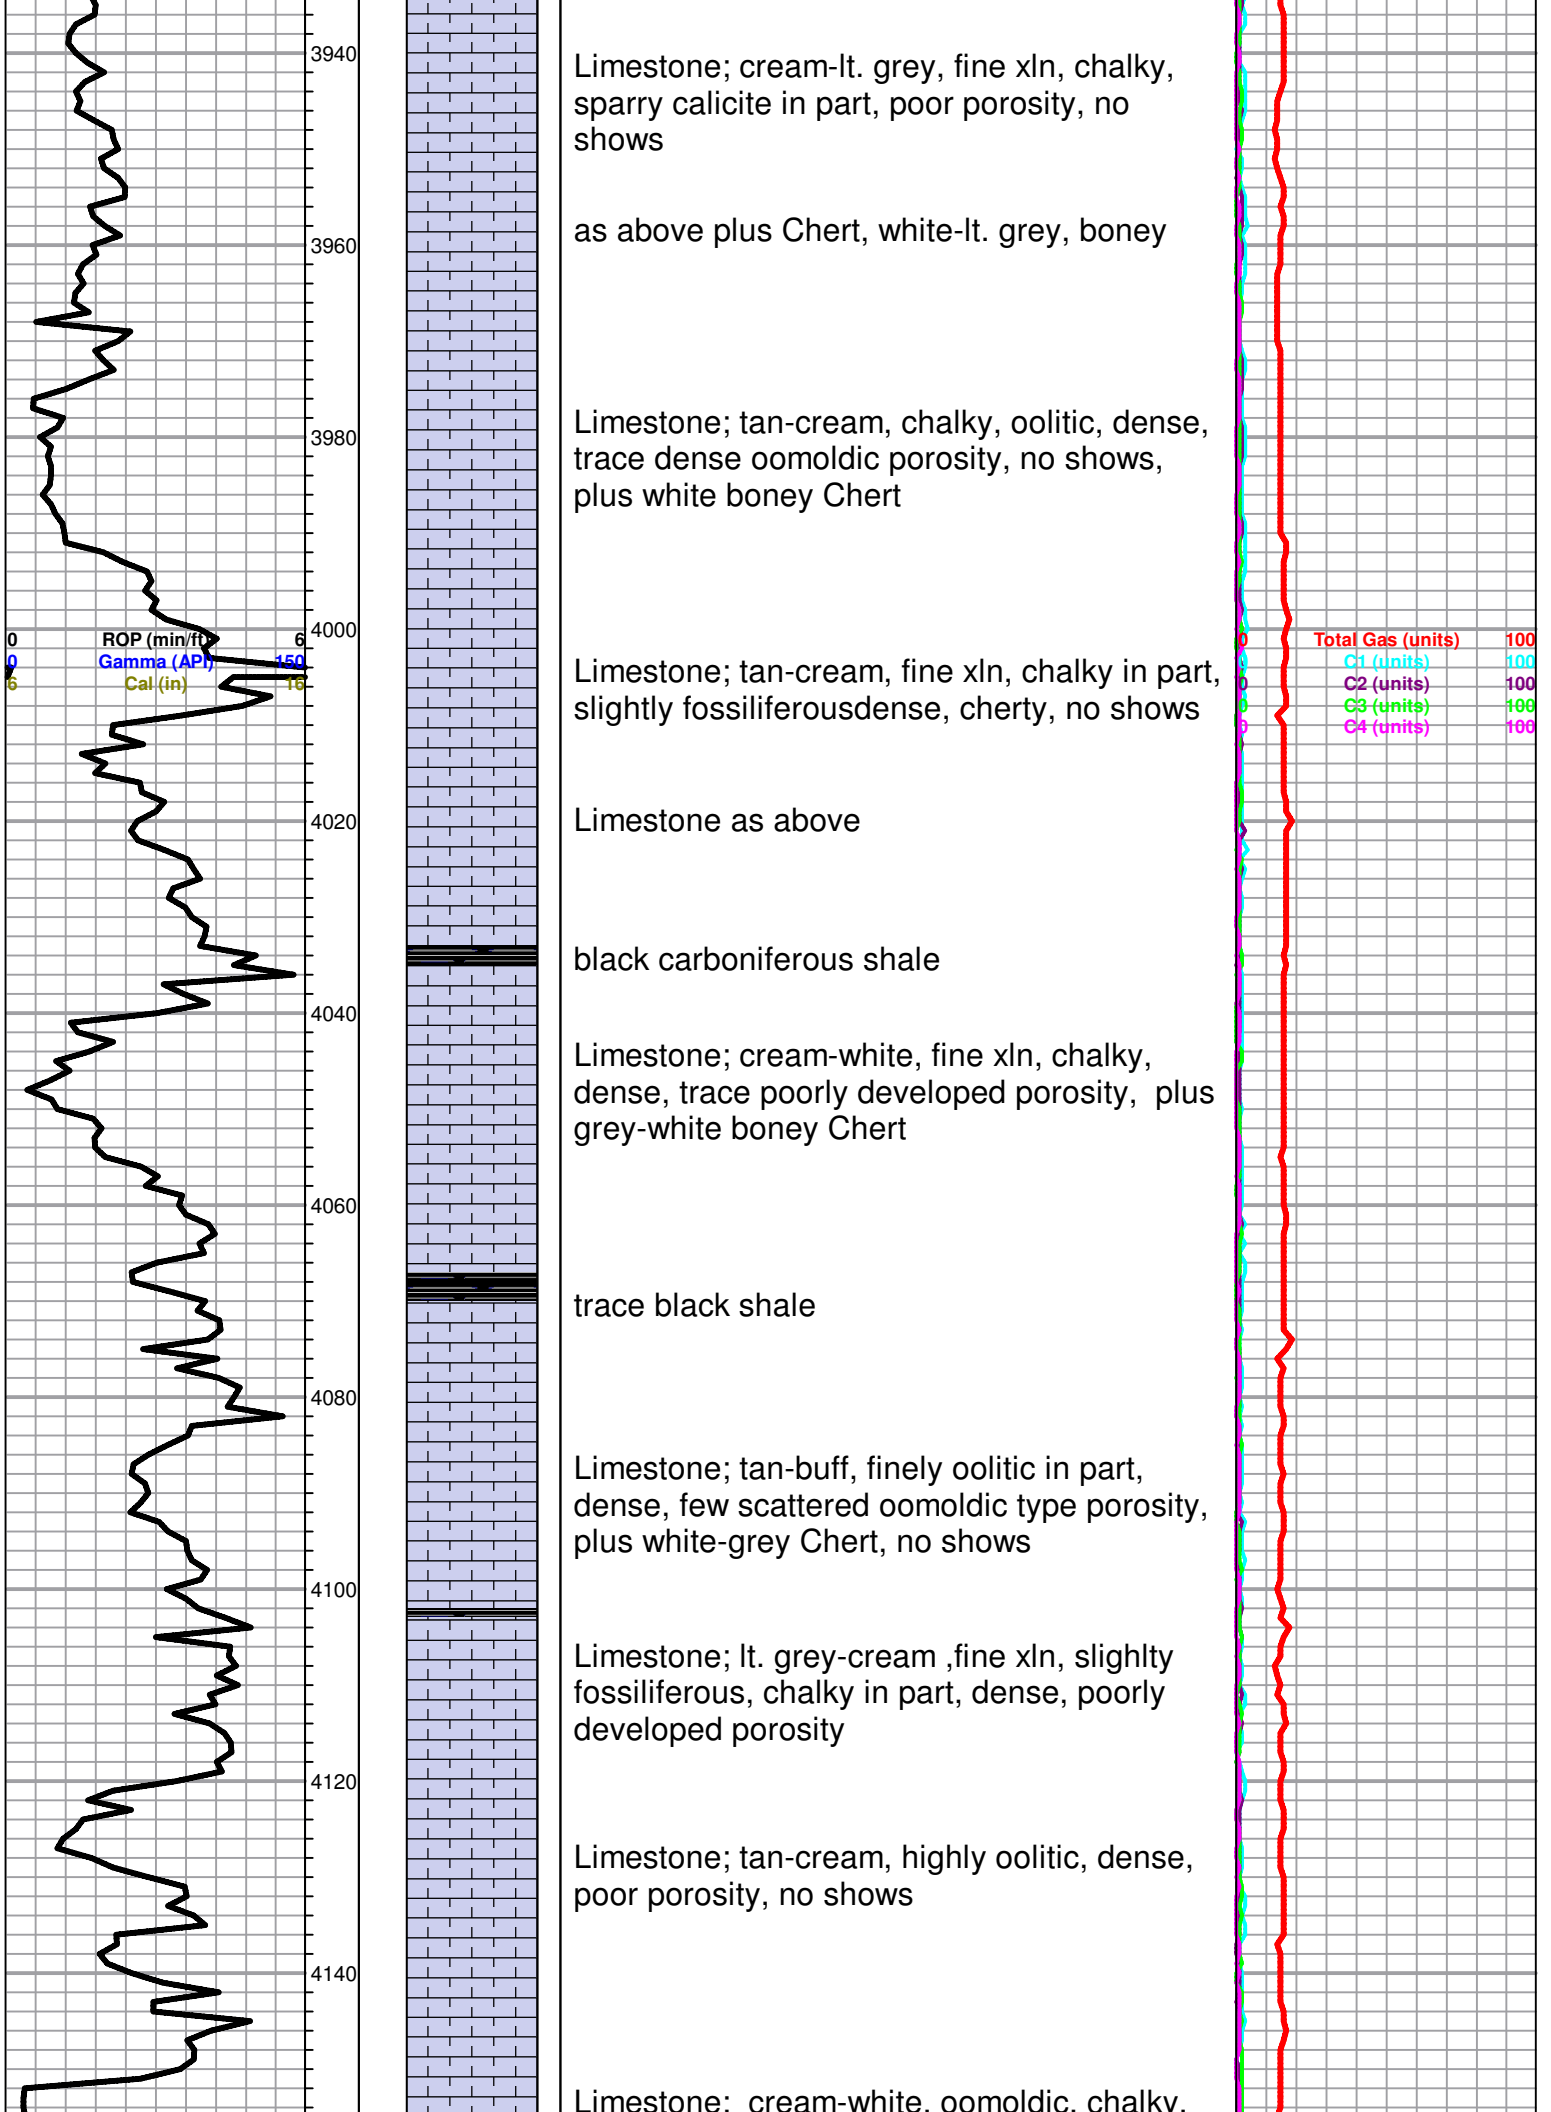 3940
Limestone; cream-lt. grey, fine xln, chalky,
sparry calicite in part, poor porosity, no
shows
as above plus Chert, white-lt. grey, boney
3960
Limestone; tan-cream, chalky, oolitic, dense,
3980
trace dense oomoldic porosity, no shows,
plus white boney Chert
4000
0 ROP (min/ft) 6
0 Gamma (API) 150
6 Cal (in) 16
0 Total Gas (units) 100
0 C1 (units) 100
0 C2 (units) 100
0 C3 (units) 100
0 C4 (units) 100
Limestone; tan-cream, fine xln, chalky in part,
slightly fossiliferousdense, cherty, no shows
4020
Limestone as above
black carboniferous shale
4040
Limestone; cream-white, fine xln, chalky,
dense, trace poorly developed porosity,  plus
grey-white boney Chert
4060
trace black shale
4080
Limestone; tan-buff, finely oolitic in part,
dense, few scattered oomoldic type porosity,
plus white-grey Chert, no shows
4100
Limestone; lt. grey-cream ,fine xln, slighlty
fossiliferous, chalky in part, dense, poorly
developed porosity
4120
Limestone; tan-cream, highly oolitic, dense,
poor porosity, no shows
4140
Limestone;  cream-white, oomoldic, chalky,